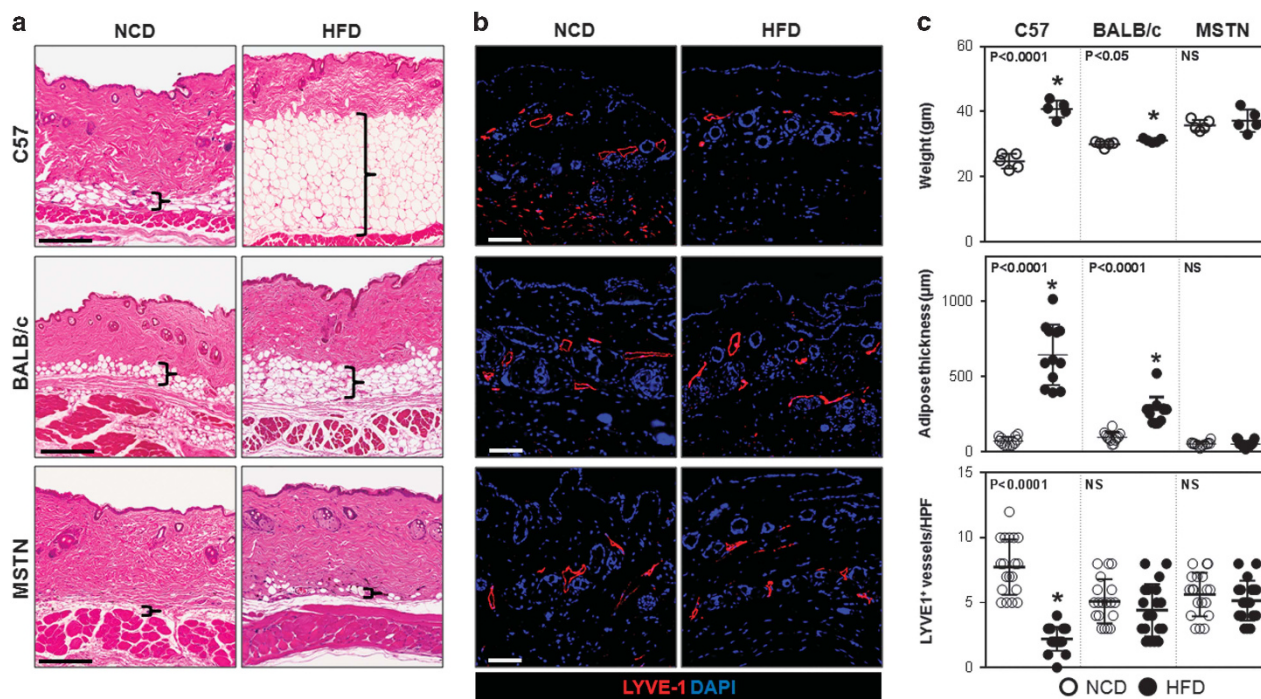 a
NCD HFD
C57
BALB/c
MSTN
b
NCD HFD
LYVE-1 DAPI
c
C57 BALB/c MSTN
Weight (gm)
60
40
20
0
P<0.0001 P<0.05 NS
* *
Adipose thickness (µm)
1000
500
0
P<0.0001 P<0.0001 NS
* *
LYVE1+ vessels/HPF
15
10
5
0
P<0.0001 NS NS
*
NCD HFD